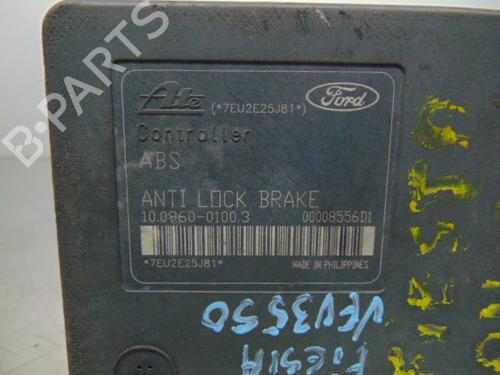 B-PARTS
Ate
(*7EU2E25J81*)
Ford
Controller
ABS
ANTI LOCK BRAKE
10.0960-0100.3
00008556D1
*7EU2E25J81*
MADE IN PHILIPPINES
VEV3550
FiESTA